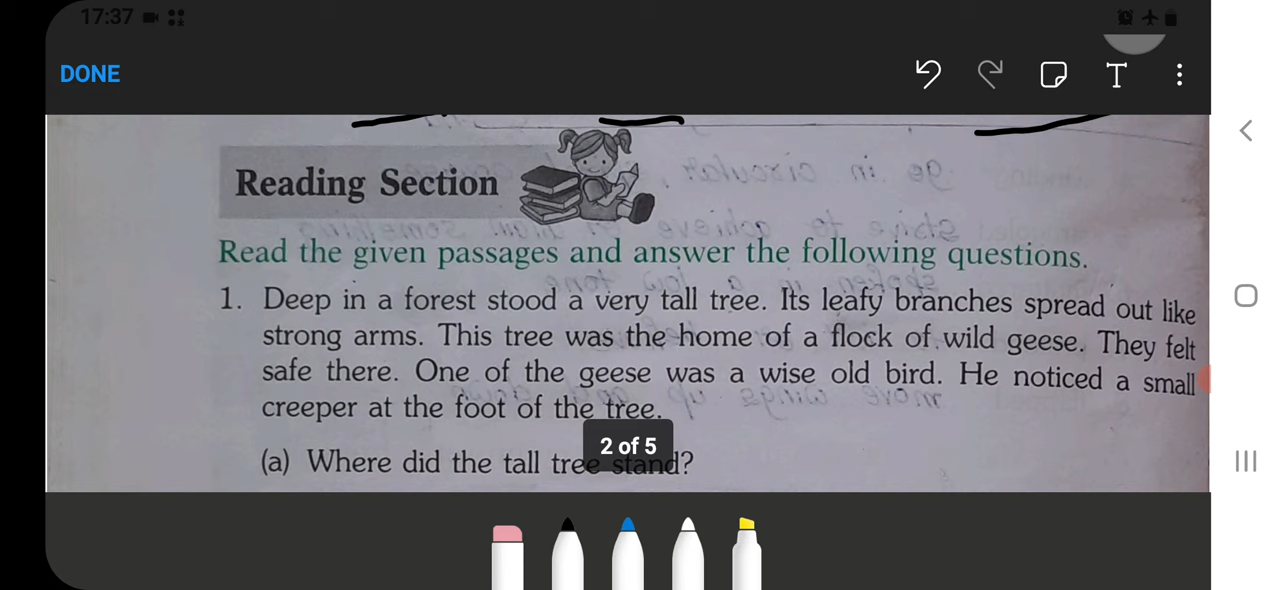 17:37
DONE
T
Reading Section
Read the given passages and answer the following questions.
1. Deep in a forest stood a very tall tree. Its leafy branches spread out like
strong arms. This tree was the home of a flock of wild geese. They felt
safe there. One of the geese was a wise old bird. He noticed a small
creeper at the foot of the tree.
2 of 5
(a) Where did the tall tree stand?